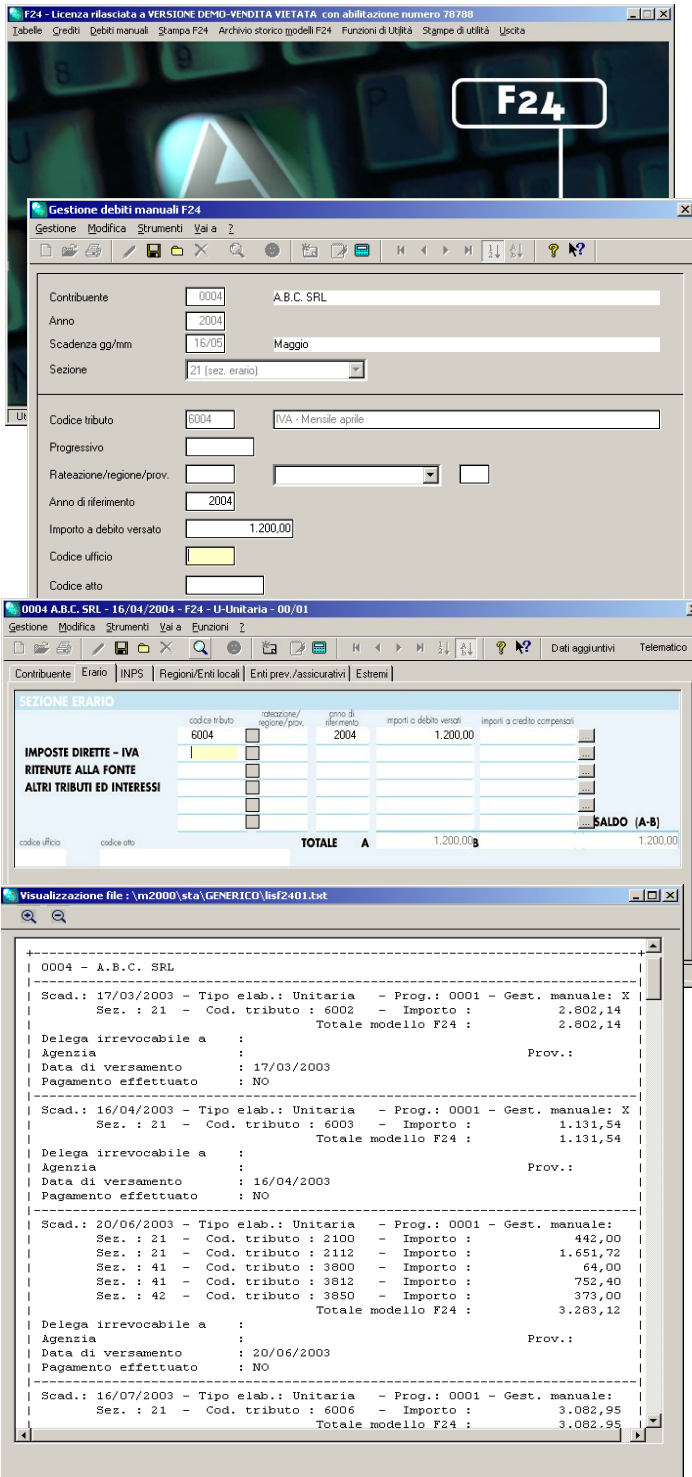 F24 - Licenza rilasciata a VERSIONE DEMO-VENDITA VIETATA con abilitazione numero 78788
Tabelle Crediti Debiti manuali Stampa F24 Archivio storico modelli F24 Funzioni di Utilità Stampe di utilità Uscita
F24
Gestione debiti manuali F24
Gestione Modifica Strumenti Vai a ?
Contribuente 0004 A.B.C. SRL
Anno 2004
Scadenza gg/mm 16/05 Maggio
Sezione 21 (sez. erario)
Ut
Codice tributo 6004 IVA - Mensile aprile
Progressivo
Rateazione/regione/prov.
Anno di riferimento 2004
Importo a debito versato 1.200,00
Codice ufficio
Codice atto
0004 A.B.C. SRL - 16/04/2004 - F24 - U-Unitaria - 00/01
Gestione Modifica Strumenti Vai a Funzioni ?
Dati aggiuntivi Telematico
Contribuente Erario INPS Regioni/Enti locali Enti prev./assicurativi Estremi
SEZIONE ERARIO
codice tributo rateazione/regione/prov. anno di riferimento importi a debito versati importi a credito compensati
6004 2004 1.200,00
IMPOSTE DIRETTE – IVA
RITENUTE ALLA FONTE
ALTRI TRIBUTI ED INTERESSI
SALDO (A-B)
codice ufficio codice atto TOTALE A 1.200,00 B 1.200,00
Visualizzazione file : \m2000\sta\GENERICO\lisf2401.txt
0004 - A.B.C. SRL
Scad.: 17/03/2003 - Tipo elab.: Unitaria - Prog.: 0001 - Gest. manuale: X
Sez. : 21 - Cod. tributo : 6002 - Importo : 2.802,14
Totale modello F24 : 2.802,14
Delega irrevocabile a :
Agenzia : Prov.:
Data di versamento : 17/03/2003
Pagamento effettuato : NO
Scad.: 16/04/2003 - Tipo elab.: Unitaria - Prog.: 0001 - Gest. manuale: X
Sez. : 21 - Cod. tributo : 6003 - Importo : 1.131,54
Totale modello F24 : 1.131,54
Delega irrevocabile a :
Agenzia : Prov.:
Data di versamento : 16/04/2003
Pagamento effettuato : NO
Scad.: 20/06/2003 - Tipo elab.: Unitaria - Prog.: 0001 - Gest. manuale:
Sez. : 21 - Cod. tributo : 2100 - Importo : 442,00
Sez. : 21 - Cod. tributo : 2112 - Importo : 1.651,72
Sez. : 41 - Cod. tributo : 3800 - Importo : 64,00
Sez. : 41 - Cod. tributo : 3812 - Importo : 752,40
Sez. : 42 - Cod. tributo : 3850 - Importo : 373,00
Totale modello F24 : 3.283,12
Delega irrevocabile a :
Agenzia : Prov.:
Data di versamento : 20/06/2003
Pagamento effettuato : NO
Scad.: 16/07/2003 - Tipo elab.: Unitaria - Prog.: 0001 - Gest. manuale:
Sez. : 21 - Cod. tributo : 6006 - Importo : 3.082,95
Totale modello F24 : 3.082,95